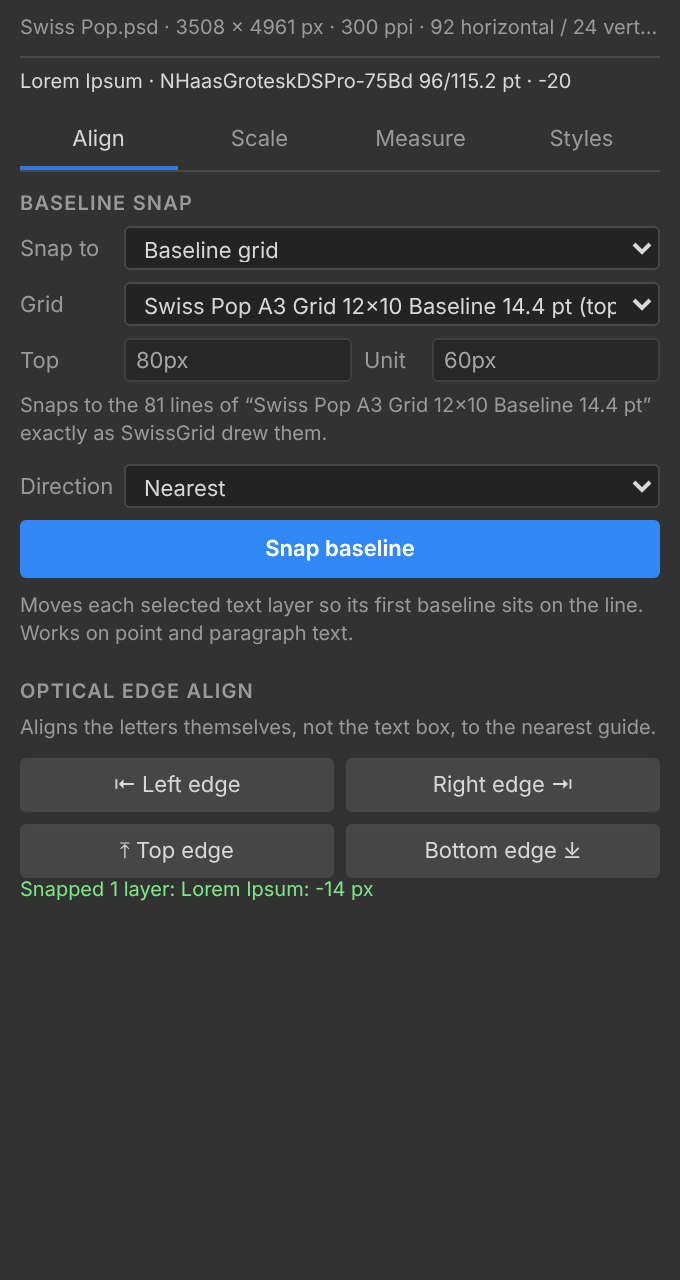 Swiss Pop.psd · 3508 × 4961 px · 300 ppi · 92 horizontal / 24 vert…
Lorem Ipsum · NHaasGroteskDSPro-75Bd 96/115.2 pt · -20
Align Scale Measure Styles
BASELINE SNAP
Snap to Baseline grid
Grid Swiss Pop A3 Grid 12×10 Baseline 14.4 pt (top
Top 80px Unit 60px
Snaps to the 81 lines of “Swiss Pop A3 Grid 12×10 Baseline 14.4 pt”
exactly as SwissGrid drew them.
Direction Nearest
Snap baseline
Moves each selected text layer so its first baseline sits on the line.
Works on point and paragraph text.
OPTICAL EDGE ALIGN
Aligns the letters themselves, not the text box, to the nearest guide.
⇤ Left edge Right edge ⇥
⤒ Top edge Bottom edge ⤓
Snapped 1 layer: Lorem Ipsum: -14 px